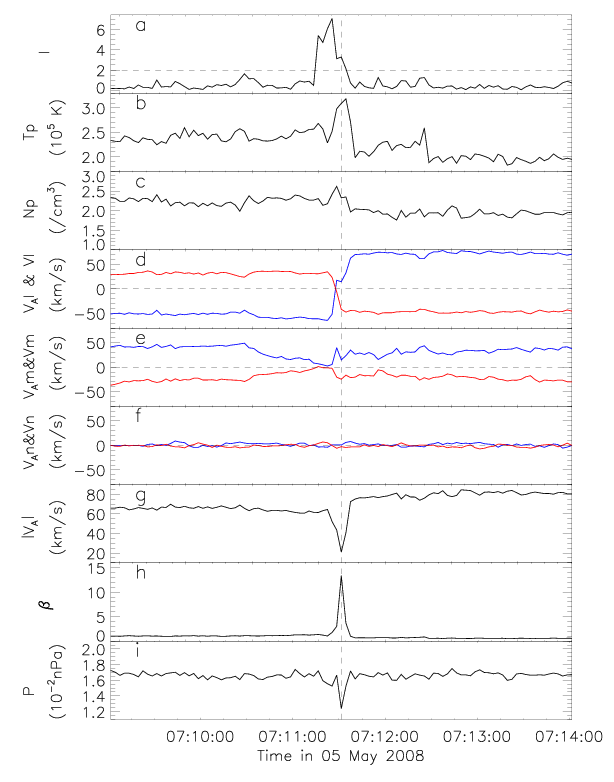 a
I
6
4
2
0
b
Tp
(10⁵ K)
3.0
2.5
2.0
c
Np
(/cm³)
3.0
2.5
2.0
1.5
1.0
d
V_Al & Vl
(km/s)
50
0
−50
e
V_Am&Vm
(km/s)
50
0
−50
f
V_An&Vn
(km/s)
50
0
−50
g
|V_A|
(km/s)
80
60
40
20
h
β
15
10
5
0
i
P
(10⁻²nPa)
2.0
1.8
1.6
1.4
1.2
07:10:00 07:11:00 07:12:00 07:13:00 07:14:00
Time in 05 May 2008